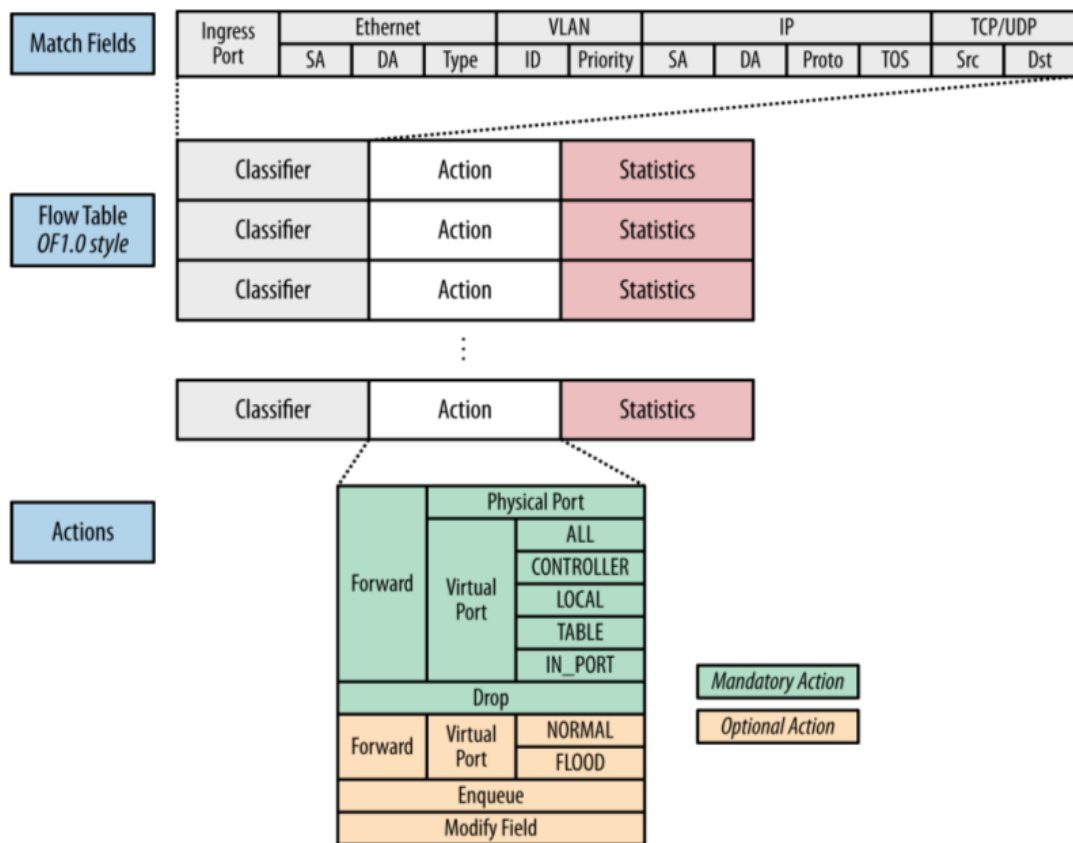 Match Fields
Ingress Port
Ethernet
VLAN
IP
TCP/UDP
SA
DA
Type
ID
Priority
SA
DA
Proto
TOS
Src
Dst
Flow Table
OF1.0 style
Classifier
Action
Statistics
Classifier
Action
Statistics
Classifier
Action
Statistics
Classifier
Action
Statistics
Actions
Forward
Physical Port
Virtual
Port
ALL
CONTROLLER
LOCAL
TABLE
IN_PORT
Drop
Forward
Virtual
Port
NORMAL
FLOOD
Enqueue
Modify Field
Mandatory Action
Optional Action